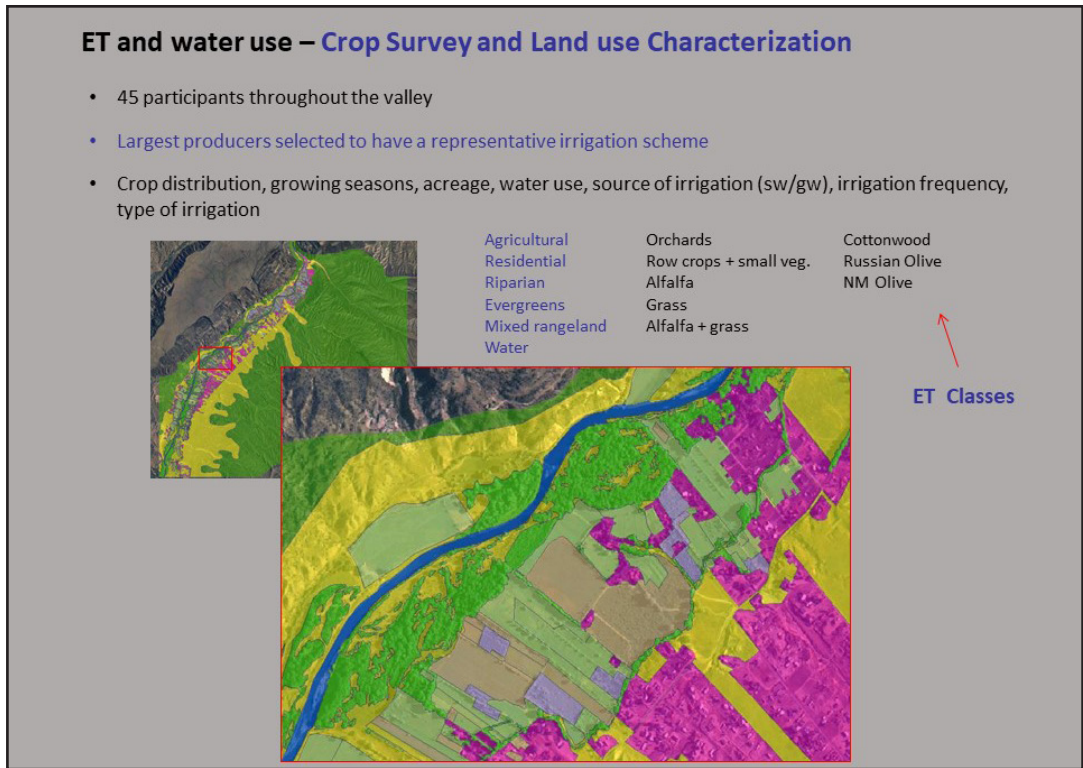 ET and water use – Crop Survey and Land use Characterization
• 45 participants throughout the valley
• Largest producers selected to have a representative irrigation scheme
• Crop distribution, growing seasons, acreage, water use, source of irrigation (sw/gw), irrigation frequency,
type of irrigation
Agricultural
Residential
Riparian
Evergreens
Mixed rangeland
Water
Orchards
Row crops + small veg.
Alfalfa
Grass
Alfalfa + grass
Cottonwood
Russian Olive
NM Olive
ET Classes